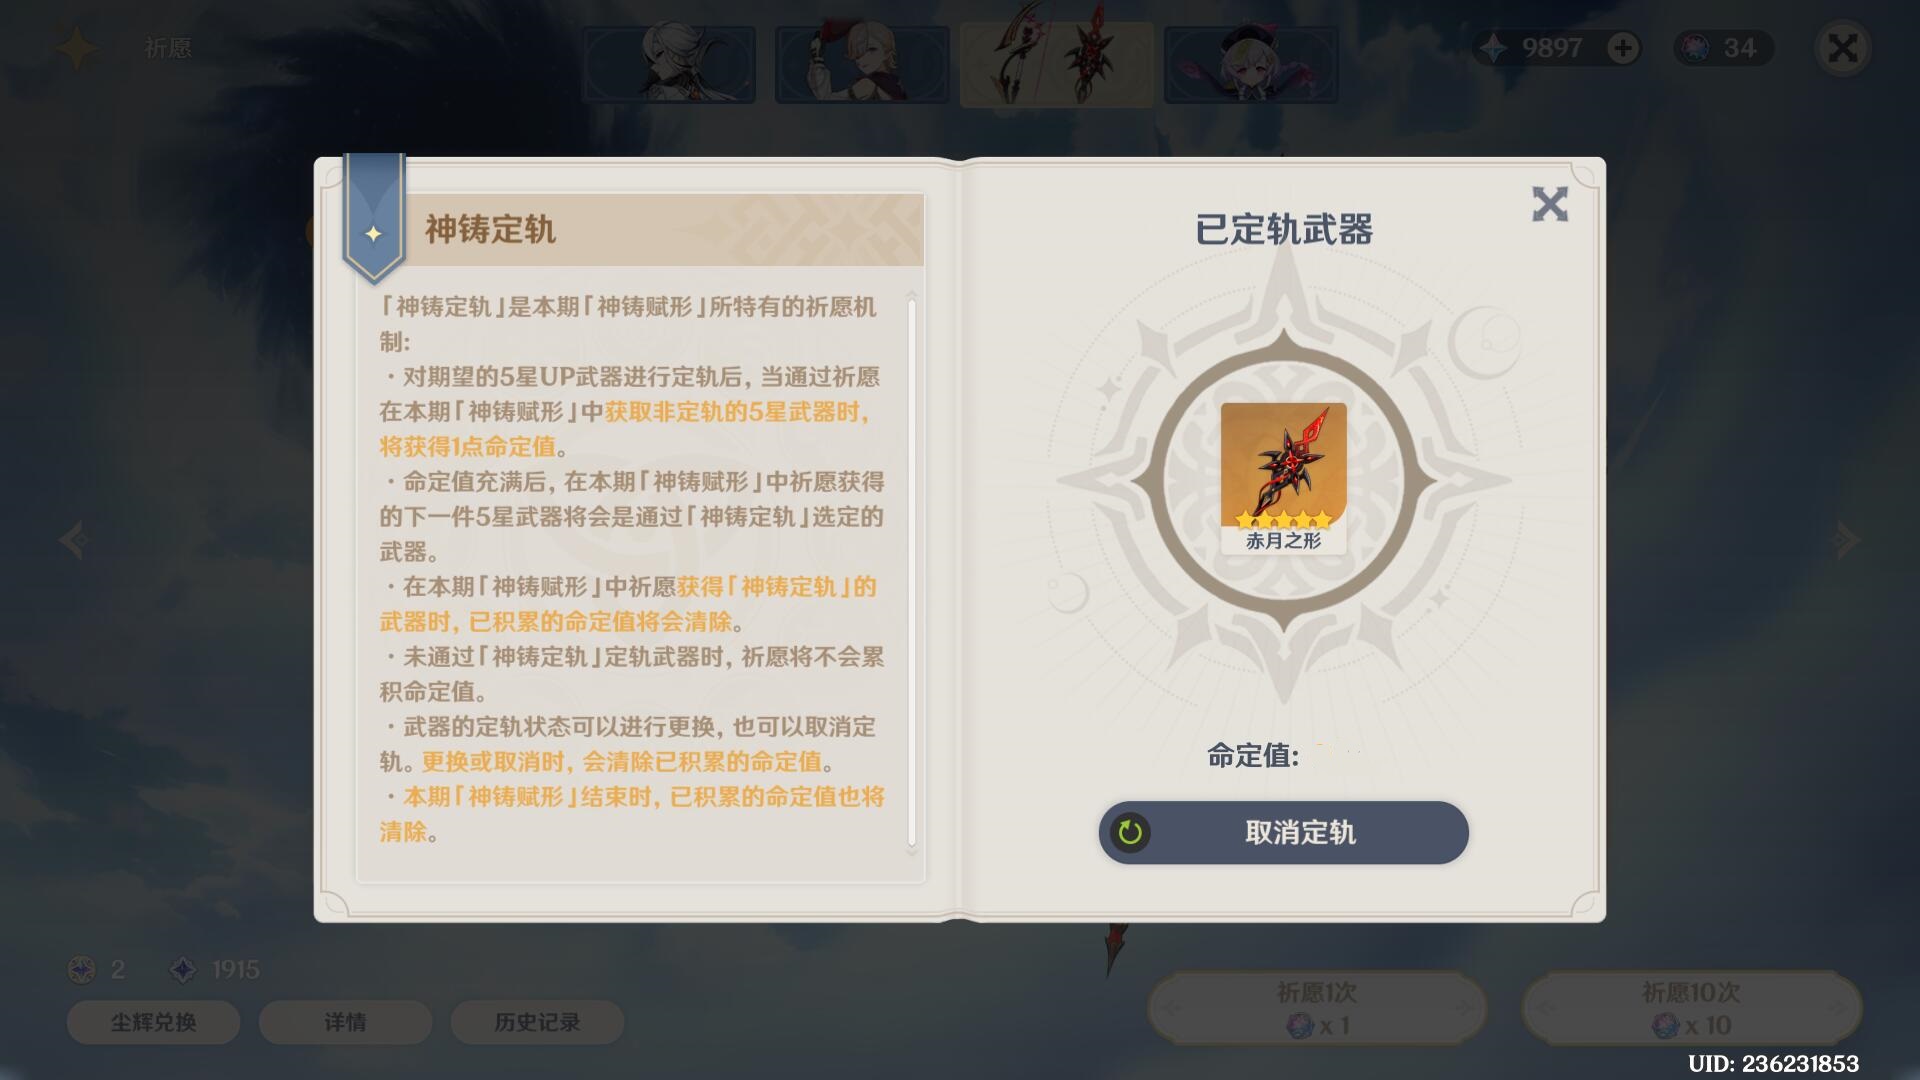 祈愿
9897
34
神铸定轨
「神铸定轨」是本期「神铸赋形」所特有的祈愿机
制:
·对期望的5星UP武器进行定轨后, 当通过祈愿
在本期「神铸赋形」中获取非定轨的5星武器时,
将获得1点命定值。
·命定值充满后, 在本期「神铸赋形」中祈愿获得
的下一件5星武器将会是通过「神铸定轨」选定的
武器。
·在本期「神铸赋形」中祈愿获得「神铸定轨」的
武器时, 已积累的命定值将会清除。
·未通过「神铸定轨」定轨武器时, 祈愿将不会累
积命定值。
·武器的定轨状态可以进行更换, 也可以取消定
轨。更换或取消时, 会清除已积累的命定值。
·本期「神铸赋形」结束时, 已积累的命定值也将
清除。
已定轨武器
赤月之形
命定值:
取消定轨
2
1915
尘辉兑换
详情
历史记录
祈愿1次
x 1
祈愿10次
x 10
UID: 236231853